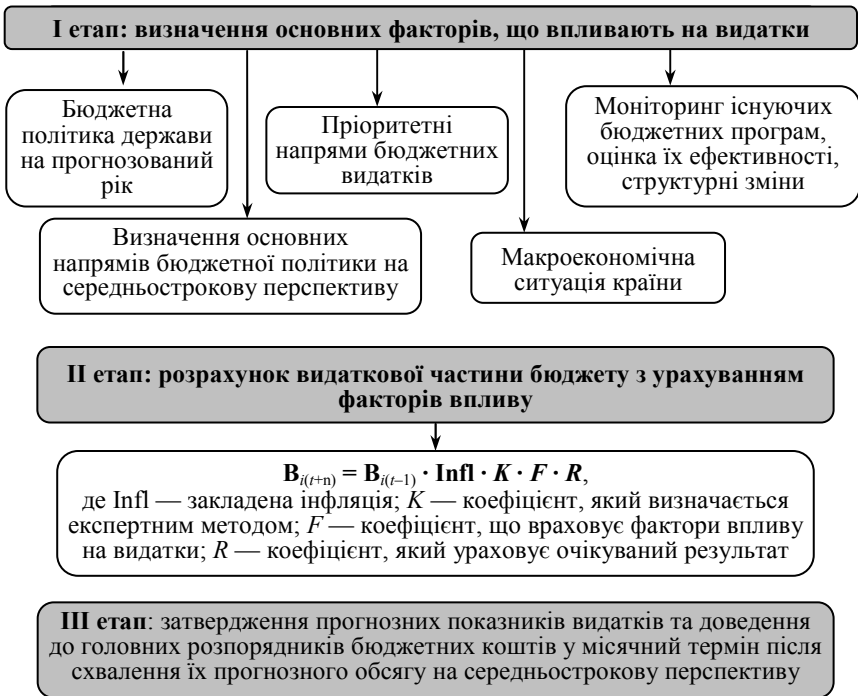 І етап: визначення основних факторів, що впливають на видатки
Бюджетна
політика держави
на прогнозований
рік
Пріоритетні
напрями бюджетних
видатків
Моніторинг існуючих
бюджетних програм,
оцінка їх ефективності,
структурні зміни
Визначення основних
напрямів бюджетної політики на
середньострокову перспективу
Макроекономічна
ситуація країни
ІІ етап: розрахунок видаткової частини бюджету з урахуванням
факторів впливу
B i(t+n) = B i(t–1) · Infl · K · F · R,
де Infl — закладена інфляція; K — коефіцієнт, який визначається
експертним методом; F — коефіцієнт, що враховує фактори впливу
на видатки; R — коефіцієнт, який ураховує очікуваний результат
ІІІ етап: затвердження прогнозних показників видатків та доведення
до головних розпорядників бюджетних коштів у місячний термін після
схвалення їх прогнозного обсягу на середньострокову перспективу